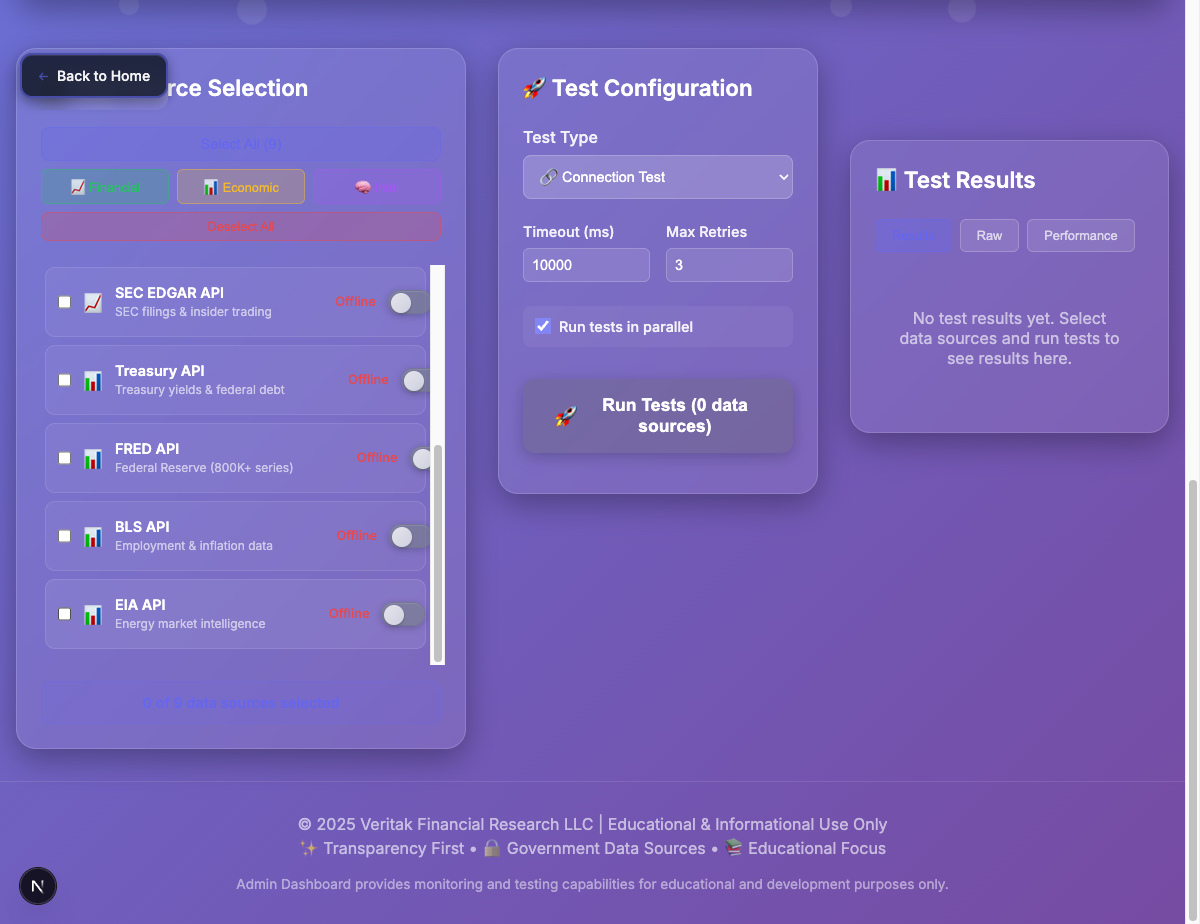 ← Back to Home
rce Selection
Select All (9)
📈 Financial
📊 Economic
🧠
Deselect All
SEC EDGAR API
SEC filings & insider trading
Offline
Treasury API
Treasury yields & federal debt
Offline
FRED API
Federal Reserve (800K+ series)
Offline
BLS API
Employment & inflation data
Offline
EIA API
Energy market intelligence
Offline
0 of 9 data sources selected
🚀 Test Configuration
Test Type
🔗 Connection Test
Timeout (ms)
Max Retries
10000
3
Run tests in parallel
🚀 Run Tests (0 data
sources)
📊 Test Results
Raw
Performance
No test results yet. Select
data sources and run tests to
see results here.
© 2025 Veritak Financial Research LLC | Educational & Informational Use Only
✨ Transparency First • 🔒 Government Data Sources • 📚 Educational Focus
Admin Dashboard provides monitoring and testing capabilities for educational and development purposes only.
N